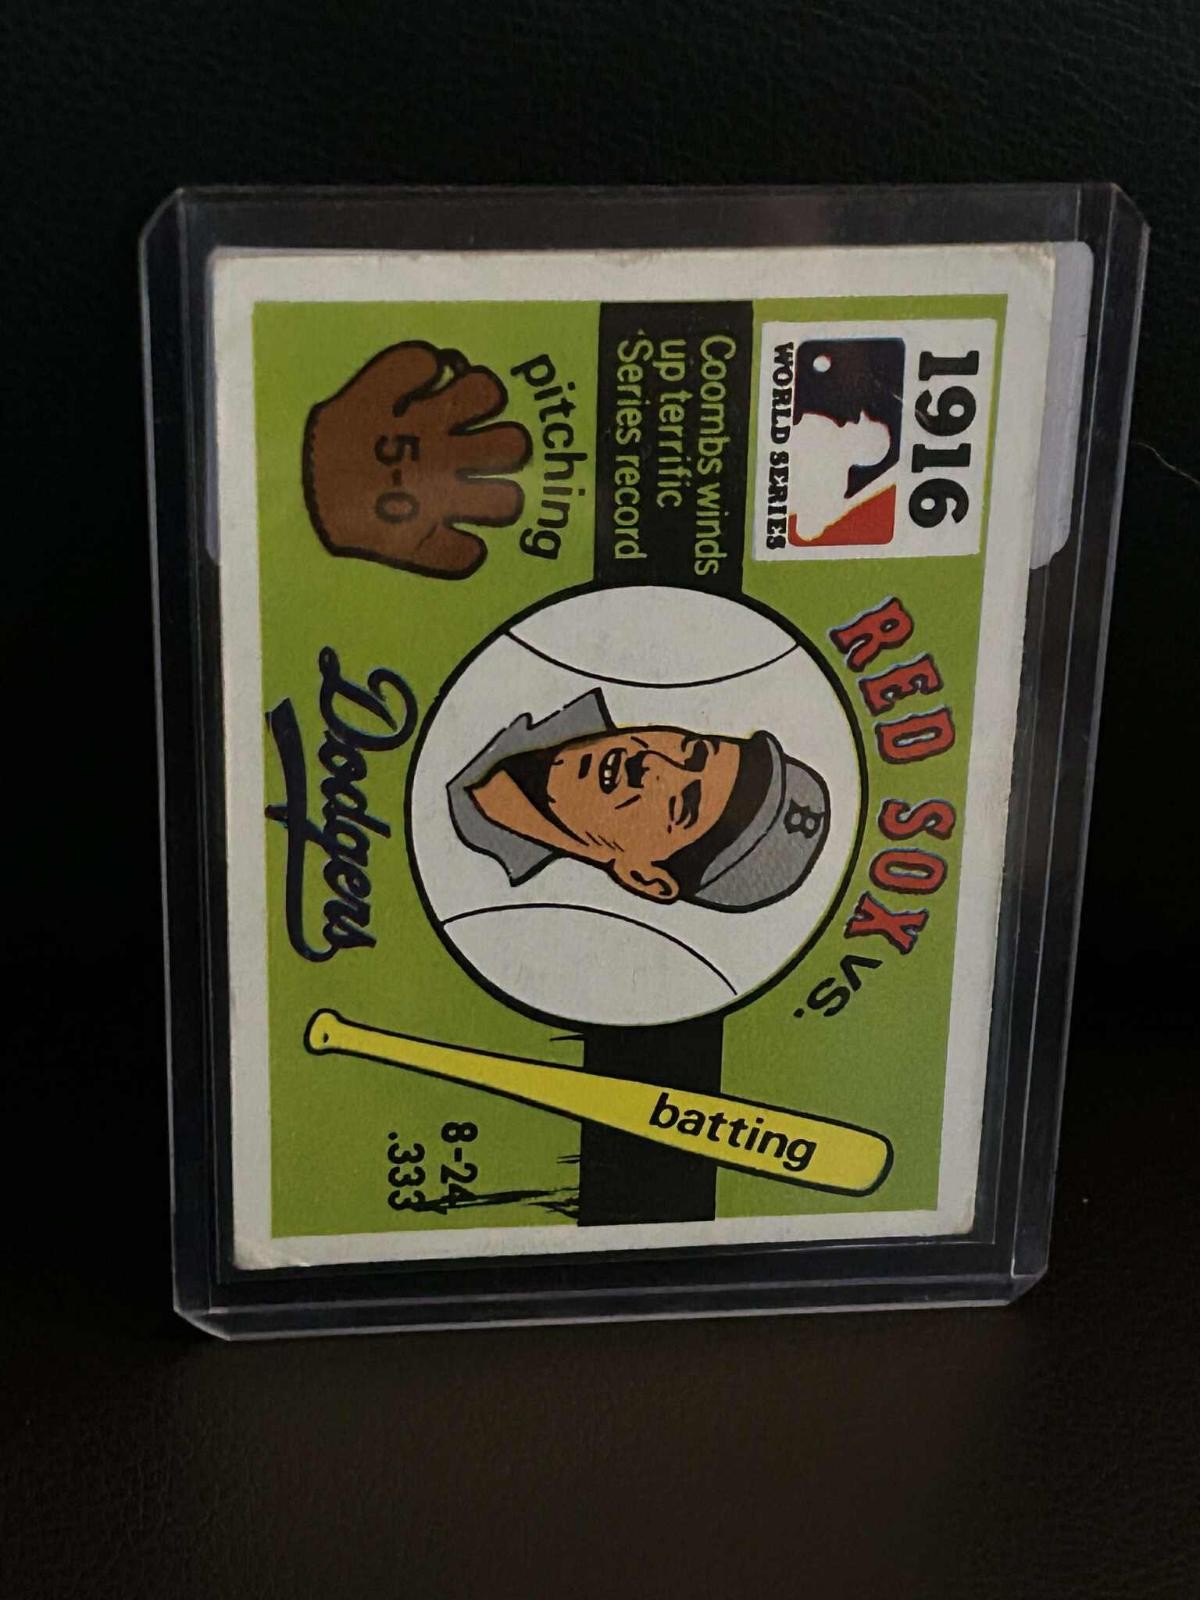 1916
WORLD SERIES
RED SOX vs.
Coombs winds
up terrific
Series record
B
pitching
5-0
batting
8-24
.333
Dodgers